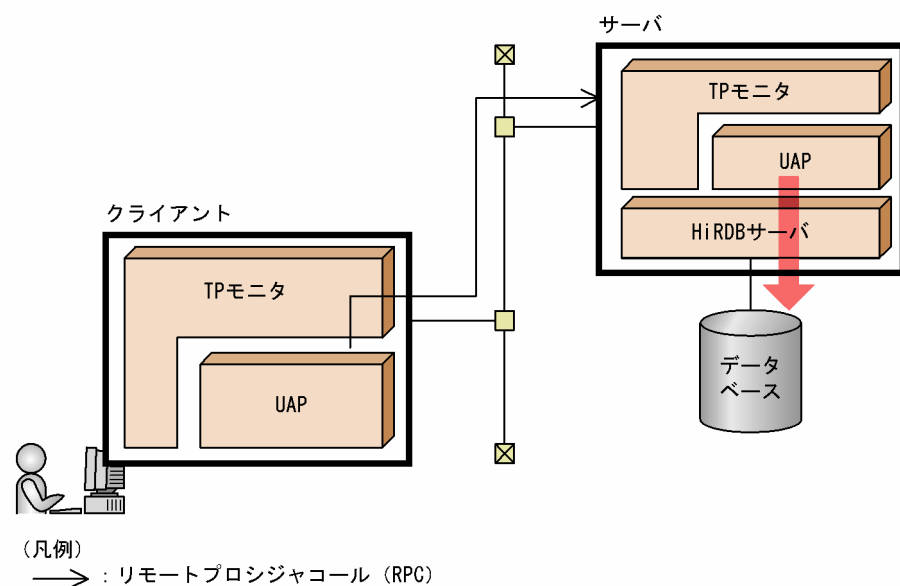 サーバ
TPモニタ
UAP
HiRDBサーバ
クライアント
TPモニタ
UAP
データ
ベース
(凡例)
:リモートプロシジャコール(RPC)